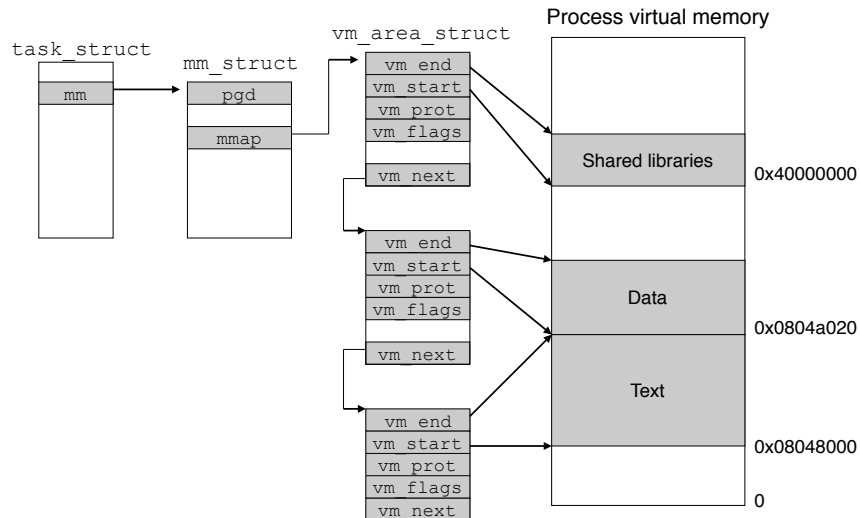 Process virtual memory
task_struct
mm
mm_struct
pgd
mmap
vm_area_struct
vm_end
vm_start
vm_prot
vm_flags
vm_next
vm_end
vm_start
vm_prot
vm_flags
vm_next
vm_end
vm_start
vm_prot
vm_flags
vm_next
Shared libraries
0x40000000
Data
0x0804a020
Text
0x08048000
0